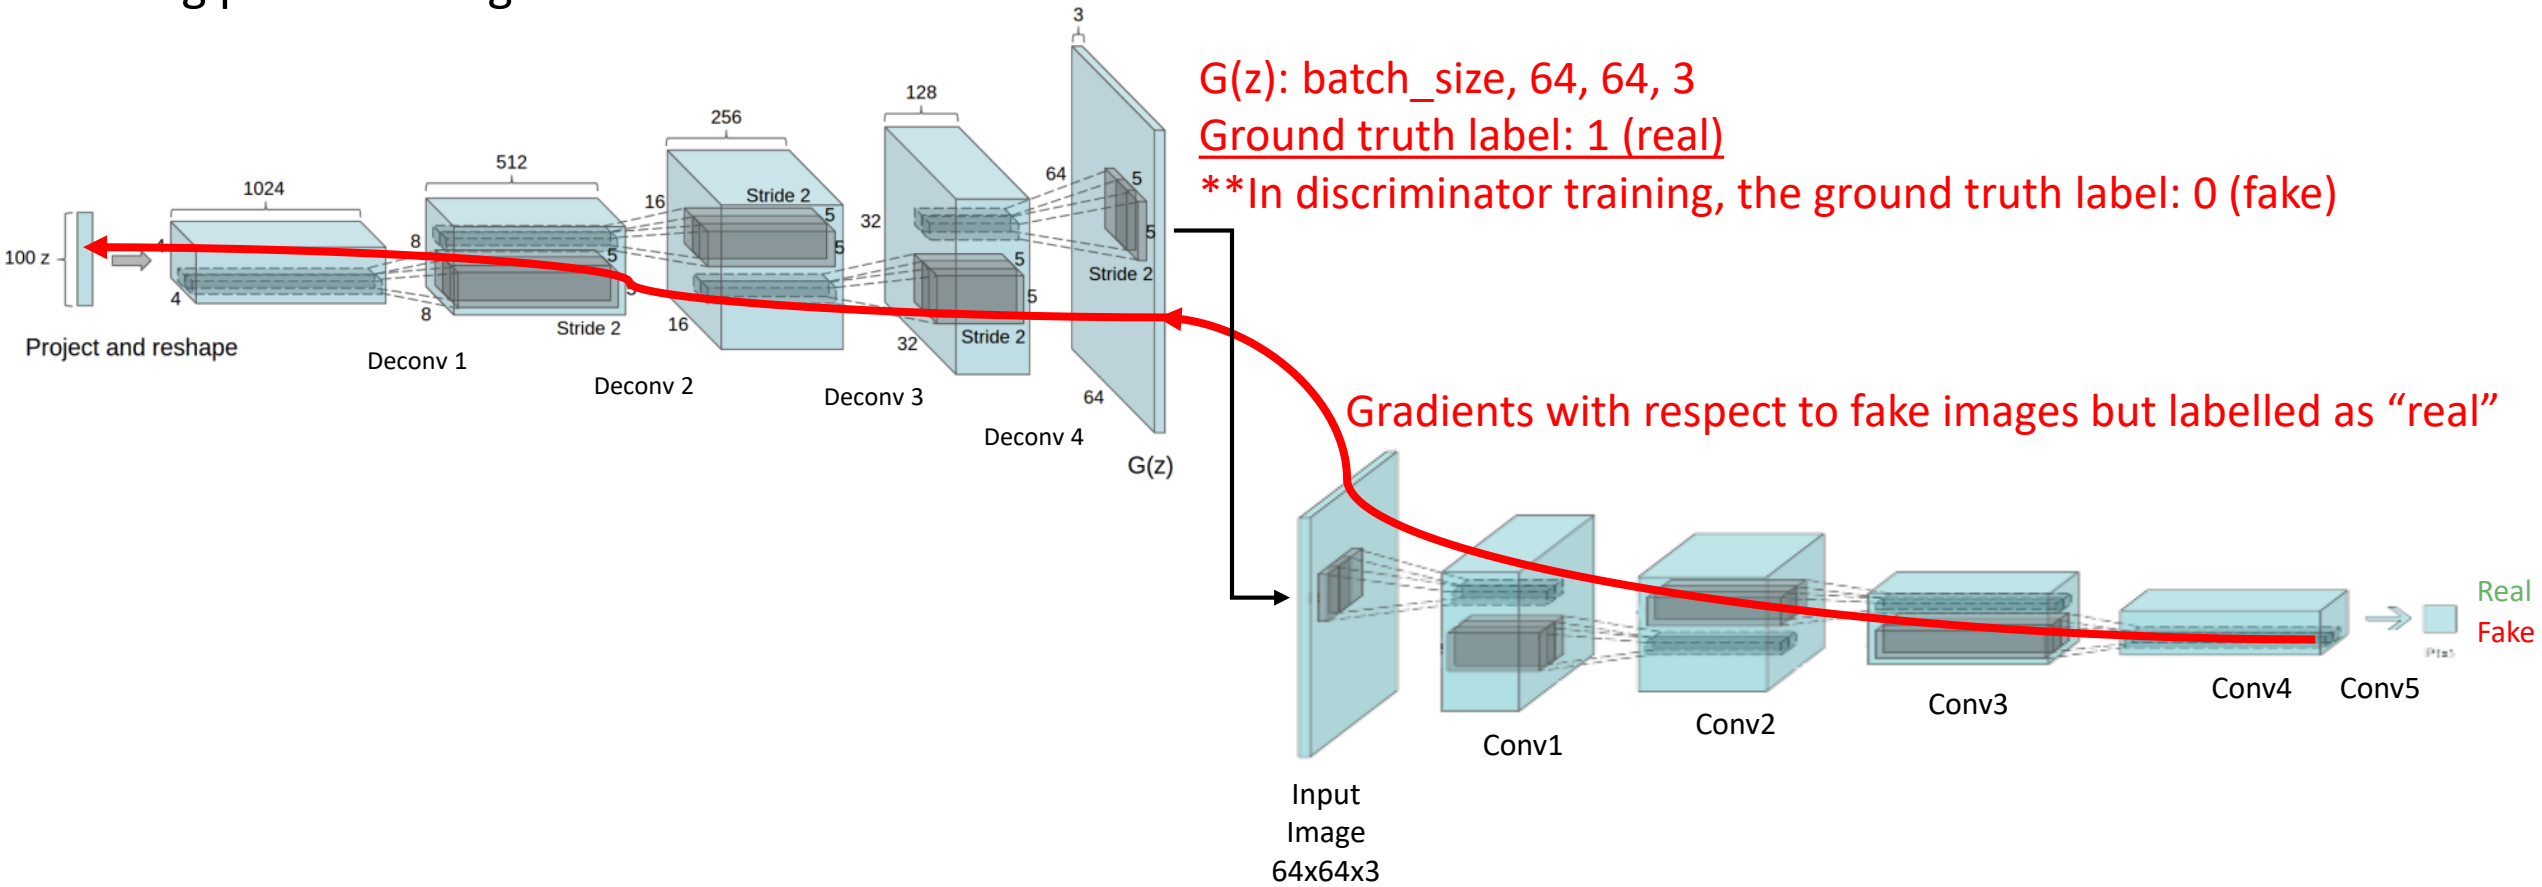 3
G(z): batch_size, 64, 64, 3
Ground truth label: 1 (real)
**In discriminator training, the ground truth label: 0 (fake)
128
256
512
1024
64
5
5
Stride 2
16
Stride 2
5
5
32
8
5
4
100 z
4
8
Stride 2
16
5
5
Stride 2
32
64
Project and reshape
Deconv 1
Deconv 2
Deconv 3
Deconv 4
G(z)
Gradients with respect to fake images but labelled as “real”
Real
Fake
Conv1
Conv2
Conv3
Conv4
Conv5
Input
Image
64x64x3